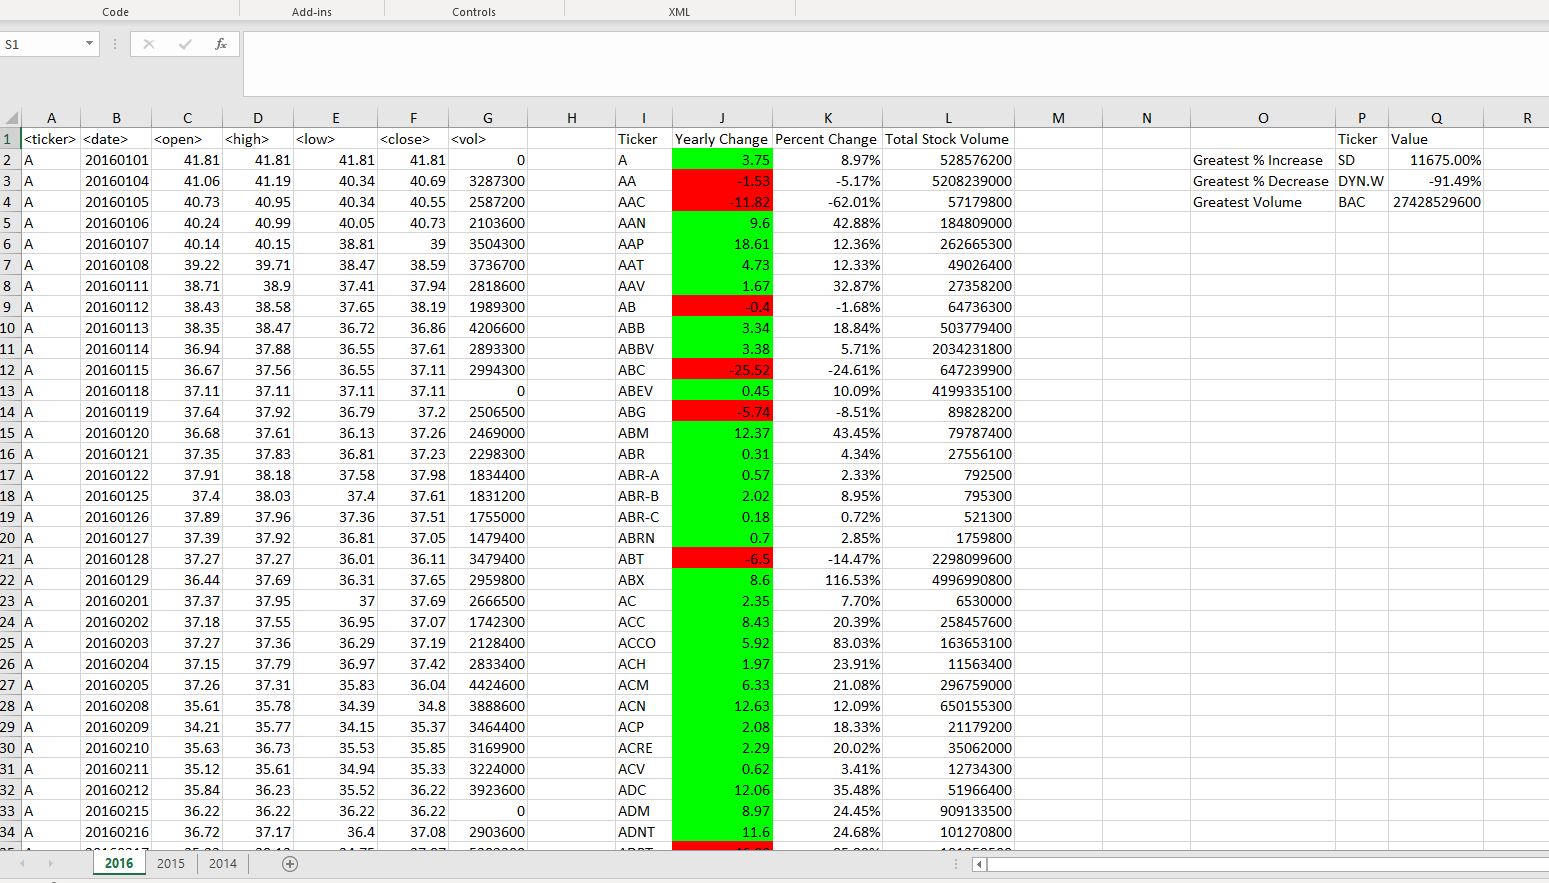 Code Add-ins Controls XML
S1 fx
A B C D E F G H I J K L M N O P Q R
1 <ticker> <date> <open> <high> <low> <close> <vol> Ticker Yearly Change Percent Change Total Stock Volume Ticker Value
2 A 20160101 41.81 41.81 41.81 41.81 0 A 3.75 8.97% 528576200 Greatest % Increase SD 11675.00%
3 A 20160104 41.06 41.19 40.34 40.69 3287300 AA -1.53 -5.17% 5208239000 Greatest % Decrease DYN.W -91.49%
4 A 20160105 40.73 40.95 40.34 40.55 2587200 AAC -11.82 -62.01% 57179800 Greatest Volume BAC 27428529600
5 A 20160106 40.24 40.99 40.05 40.73 2103600 AAN 9.6 42.88% 184809000
6 A 20160107 40.14 40.15 38.81 39 3504300 AAP 18.61 12.36% 262665300
7 A 20160108 39.22 39.71 38.47 38.59 3736700 AAT 4.73 12.33% 49026400
8 A 20160111 38.71 38.9 37.41 37.94 2818600 AAV 1.67 32.87% 27358200
9 A 20160112 38.43 38.58 37.65 38.19 1989300 AB -0.4 -1.68% 64736300
10 A 20160113 38.35 38.47 36.72 36.86 4206600 ABB 3.34 18.84% 503779400
11 A 20160114 36.94 37.88 36.55 37.61 2893300 ABBV 3.38 5.71% 2034231800
12 A 20160115 36.67 37.56 36.55 37.11 2994300 ABC -25.52 -24.61% 647239900
13 A 20160118 37.11 37.11 37.11 37.11 0 ABEV 0.45 10.09% 4199335100
14 A 20160119 37.64 37.92 36.79 37.2 2506500 ABG -5.74 -8.51% 89828200
15 A 20160120 36.68 37.61 36.13 37.26 2469000 ABM 12.37 43.45% 79787400
16 A 20160121 37.35 37.83 36.81 37.23 2298300 ABR 0.31 4.34% 27556100
17 A 20160122 37.91 38.18 37.58 37.98 1834400 ABR-A 0.57 2.33% 792500
18 A 20160125 37.4 38.03 37.4 37.61 1831200 ABR-B 2.02 8.95% 795300
19 A 20160126 37.89 37.96 37.36 37.51 1755000 ABR-C 0.18 0.72% 521300
20 A 20160127 37.39 37.92 36.81 37.05 1479400 ABRN 0.7 2.85% 1759800
21 A 20160128 37.27 37.27 36.01 36.11 3479400 ABT -6.5 -14.47% 2298099600
22 A 20160129 36.44 37.69 36.31 37.65 2959800 ABX 8.6 116.53% 4996990800
23 A 20160201 37.37 37.95 37 37.69 2666500 AC 2.35 7.70% 6530000
24 A 20160202 37.18 37.55 36.95 37.07 1742300 ACC 8.43 20.39% 258457600
25 A 20160203 37.27 37.36 36.29 37.19 2128400 ACCO 5.92 83.03% 163653100
26 A 20160204 37.15 37.79 36.97 37.42 2833400 ACH 1.97 23.91% 11563400
27 A 20160205 37.26 37.31 35.83 36.04 4424600 ACM 6.33 21.08% 296759000
28 A 20160208 35.61 35.78 34.39 34.8 3888600 ACN 12.63 12.09% 650155300
29 A 20160209 34.21 35.77 34.15 35.37 3464400 ACP 2.08 18.33% 21179200
30 A 20160210 35.63 36.73 35.53 35.85 3169900 ACRE 2.29 20.02% 35062000
31 A 20160211 35.12 35.61 34.94 35.33 3224000 ACV 0.62 3.41% 12734300
32 A 20160212 35.84 36.23 35.52 36.22 3923600 ADC 12.06 35.48% 51966400
33 A 20160215 36.22 36.22 36.22 36.22 0 ADM 8.97 24.45% 909133500
34 A 20160216 36.72 37.17 36.4 37.08 2903600 ADNT 11.6 24.68% 101270800
2016 2015 2014